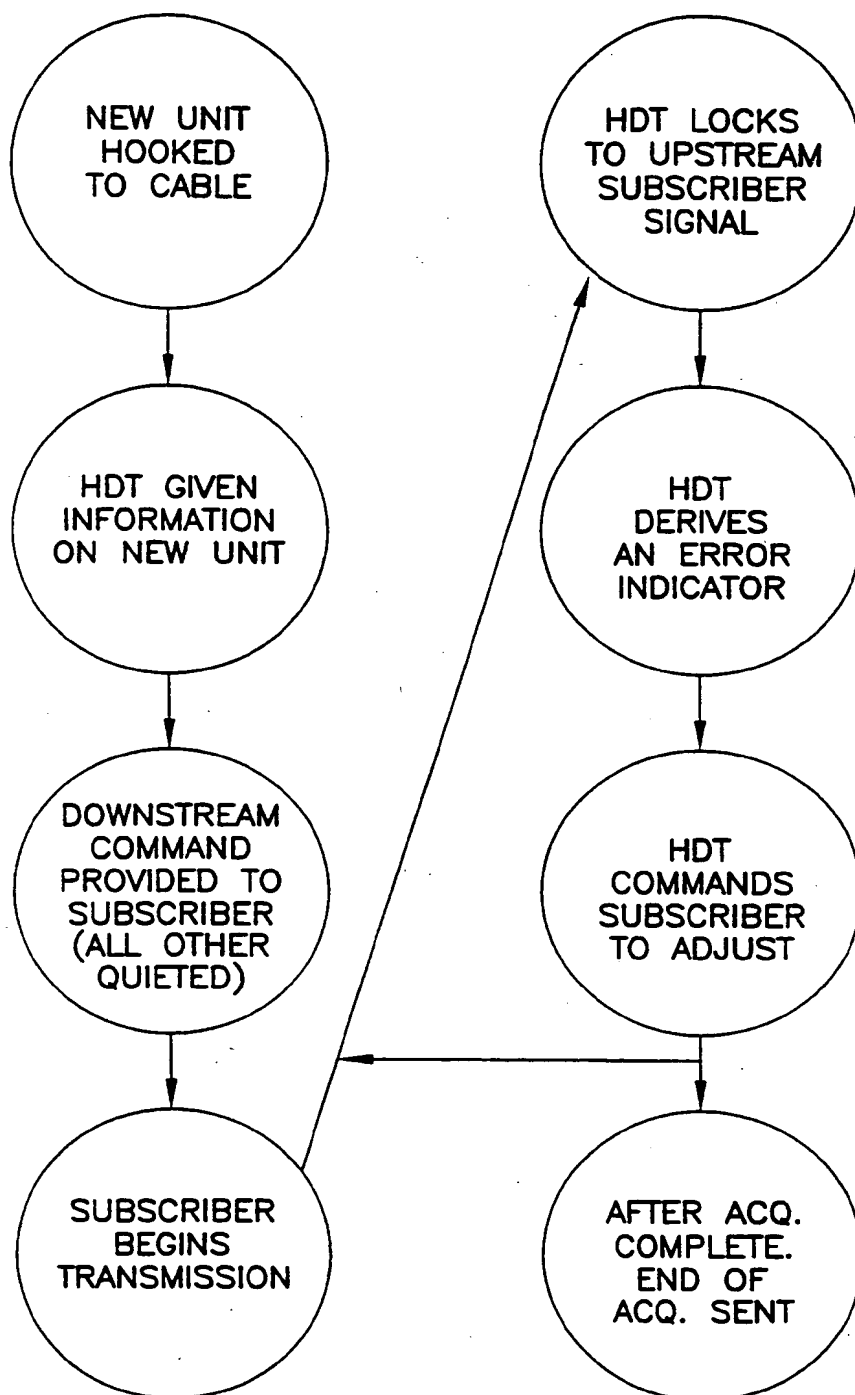 NEW UNIT
HOOKED
TO CABLE
HDT GIVEN
INFORMATION
ON NEW UNIT
DOWNSTREAM
COMMAND
PROVIDED TO
SUBSCRIBER
(ALL OTHER
QUIETED)
SUBSCRIBER
BEGINS
TRANSMISSION
HDT LOCKS
TO UPSTREAM
SUBSCRIBER
SIGNAL
HDT
DERIVES
AN ERROR
INDICATOR
HDT
COMMANDS
SUBSCRIBER
TO ADJUST
AFTER ACQ.
COMPLETE.
END OF
ACQ. SENT